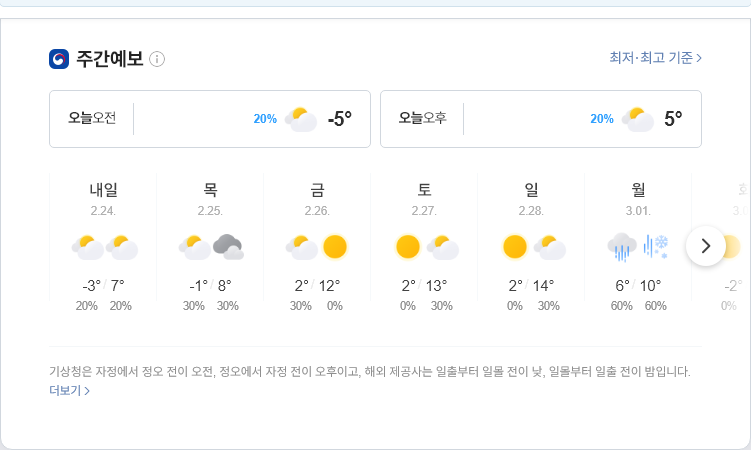 주간예보
최저·최고 기준
오늘오전 20% -5°
오늘오후 20% 5°
내일 목 금 토 일 월
2.24. 2.25. 2.26. 2.27. 2.28. 3.01.
-3° / 7° -1° / 8° 2° / 12° 2° / 13° 2° / 14° 6° / 10° -2°
20% 20% 30% 30% 30% 0% 0% 30% 0% 30% 60% 60% 0%
기상청은 자정에서 정오 전이 오전, 정오에서 자정 전이 오후이고, 해외 제공사는 일출부터 일몰 전이 낮, 일몰부터 일출 전이 밤입니다.
더보기